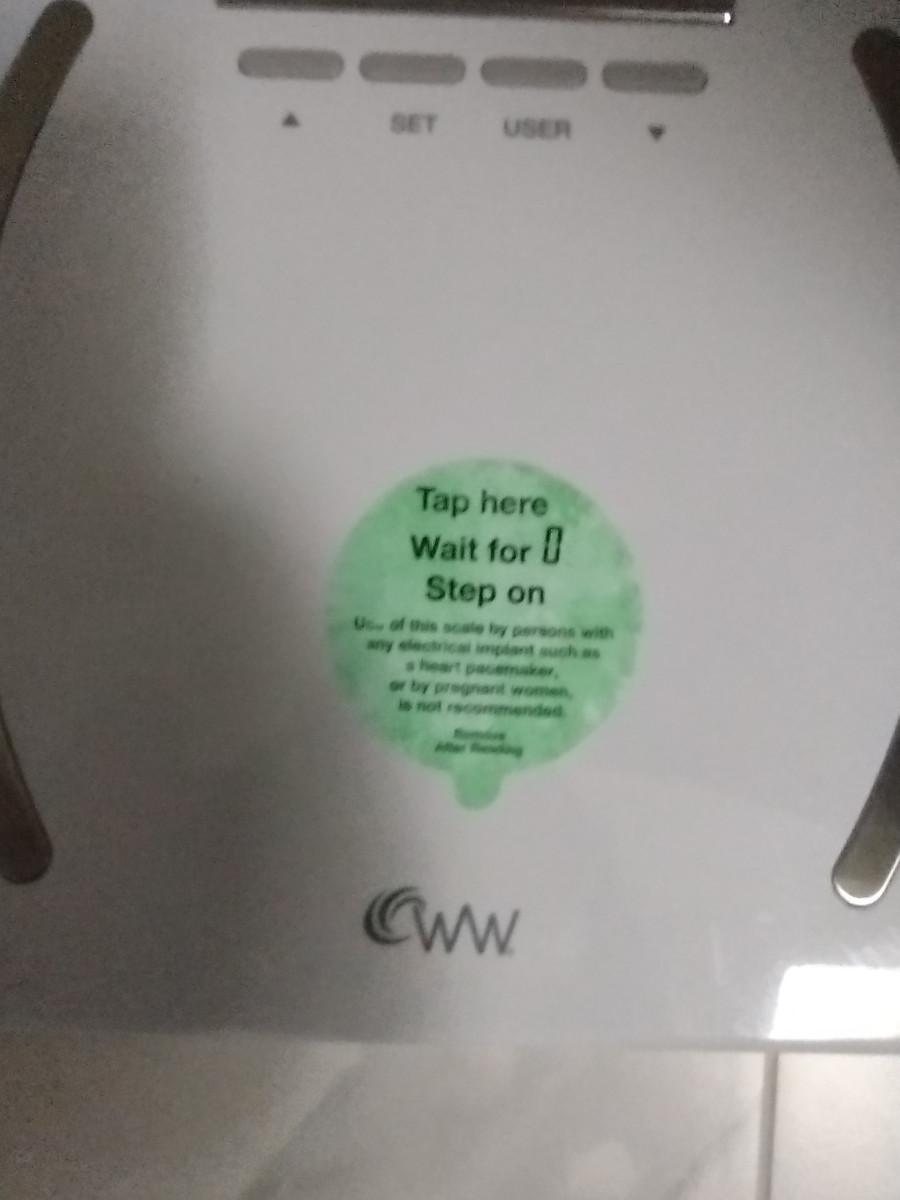 ▲ SET USER ▼
Tap here
Wait for 0
Step on
Use of this scale by persons with
any electrical implant such as
a heart pacemaker,
or by pregnant women,
is not recommended.
Remove
After Reading
WW